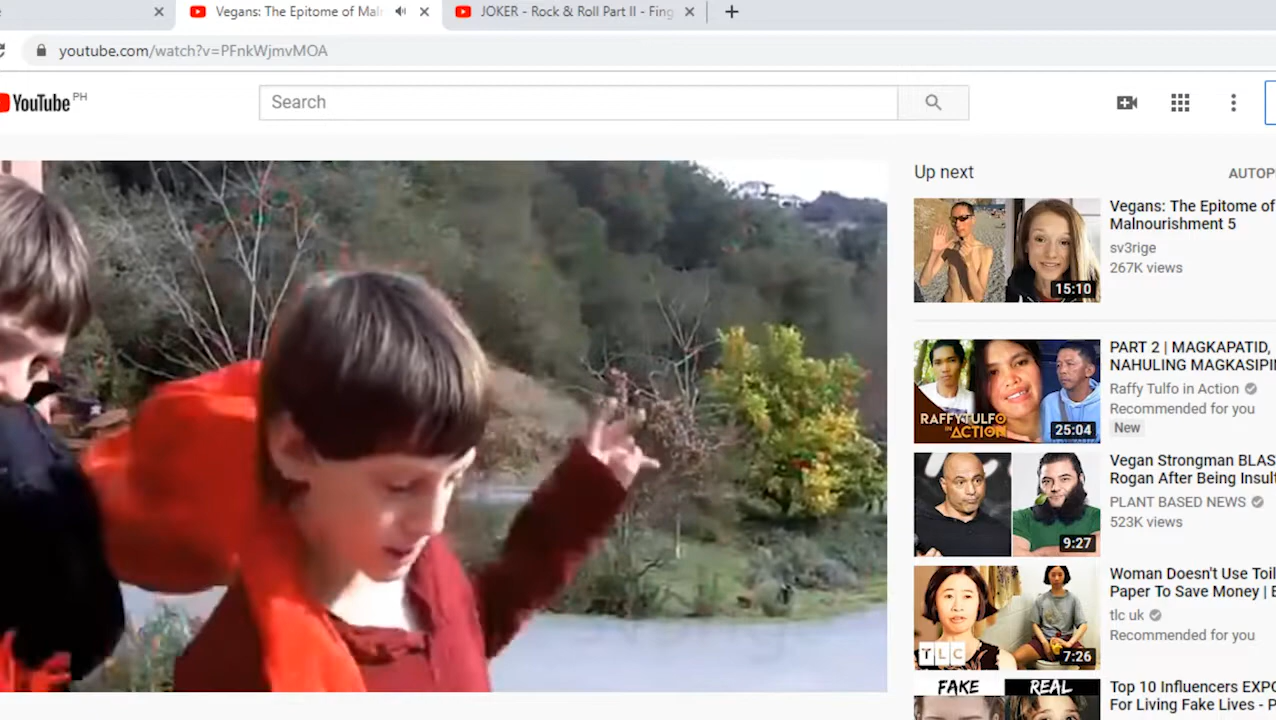 Vegans: The Epitome of Mal
JOKER - Rock & Roll Part II - Fing
youtube.com/watch?v=PFnkWjmvMOA
YouTube PH
Search
Up next
AUTOP
Vegans: The Epitome of
Malnourishment 5
sv3rige
267K views
15:10
PART 2 | MAGKAPATID,
NAHULING MAGKASIPI
Raffy Tulfo in Action
Recommended for you
New
RAFFYTULFO
IN ACTION
25:04
Vegan Strongman BLAS
Rogan After Being Insult
PLANT BASED NEWS
523K views
9:27
Woman Doesn't Use Toil
Paper To Save Money | E
tlc uk
Recommended for you
TLC
7:26
FAKE REAL
Top 10 Influencers EXPO
For Living Fake Lives - P